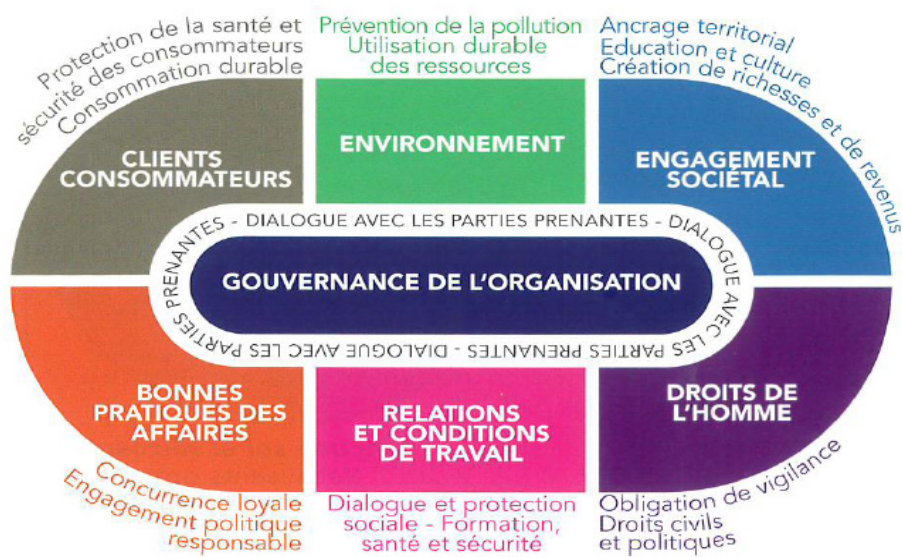 Protection de la santé et
sécurité des consommateurs
Consommation durable
CLIENTS
CONSOMMATEURS
Prévention de la pollution
Utilisation durable
des ressources
ENVIRONNEMENT
Ancrage territorial
Education et culture
Création de richesses et de revenus
ENGAGEMENT
SOCIÉTAL
PRENANTES - DIALOGUE AVEC LES PARTIES PRENANTES - DIALOGUE AVEC LES PARTIES PRENANTES - DIALOGUE AVEC LES PARTIES
GOUVERNANCE DE L'ORGANISATION
BONNES
PRATIQUES DES
AFFAIRES
Concurrence loyale
Engagement politique
responsable
RELATIONS
ET CONDITIONS
DE TRAVAIL
Dialogue et protection
sociale - Formation,
santé et sécurité
DROITS DE
L'HOMME
Obligation de vigilance
Droits civils
et politiques